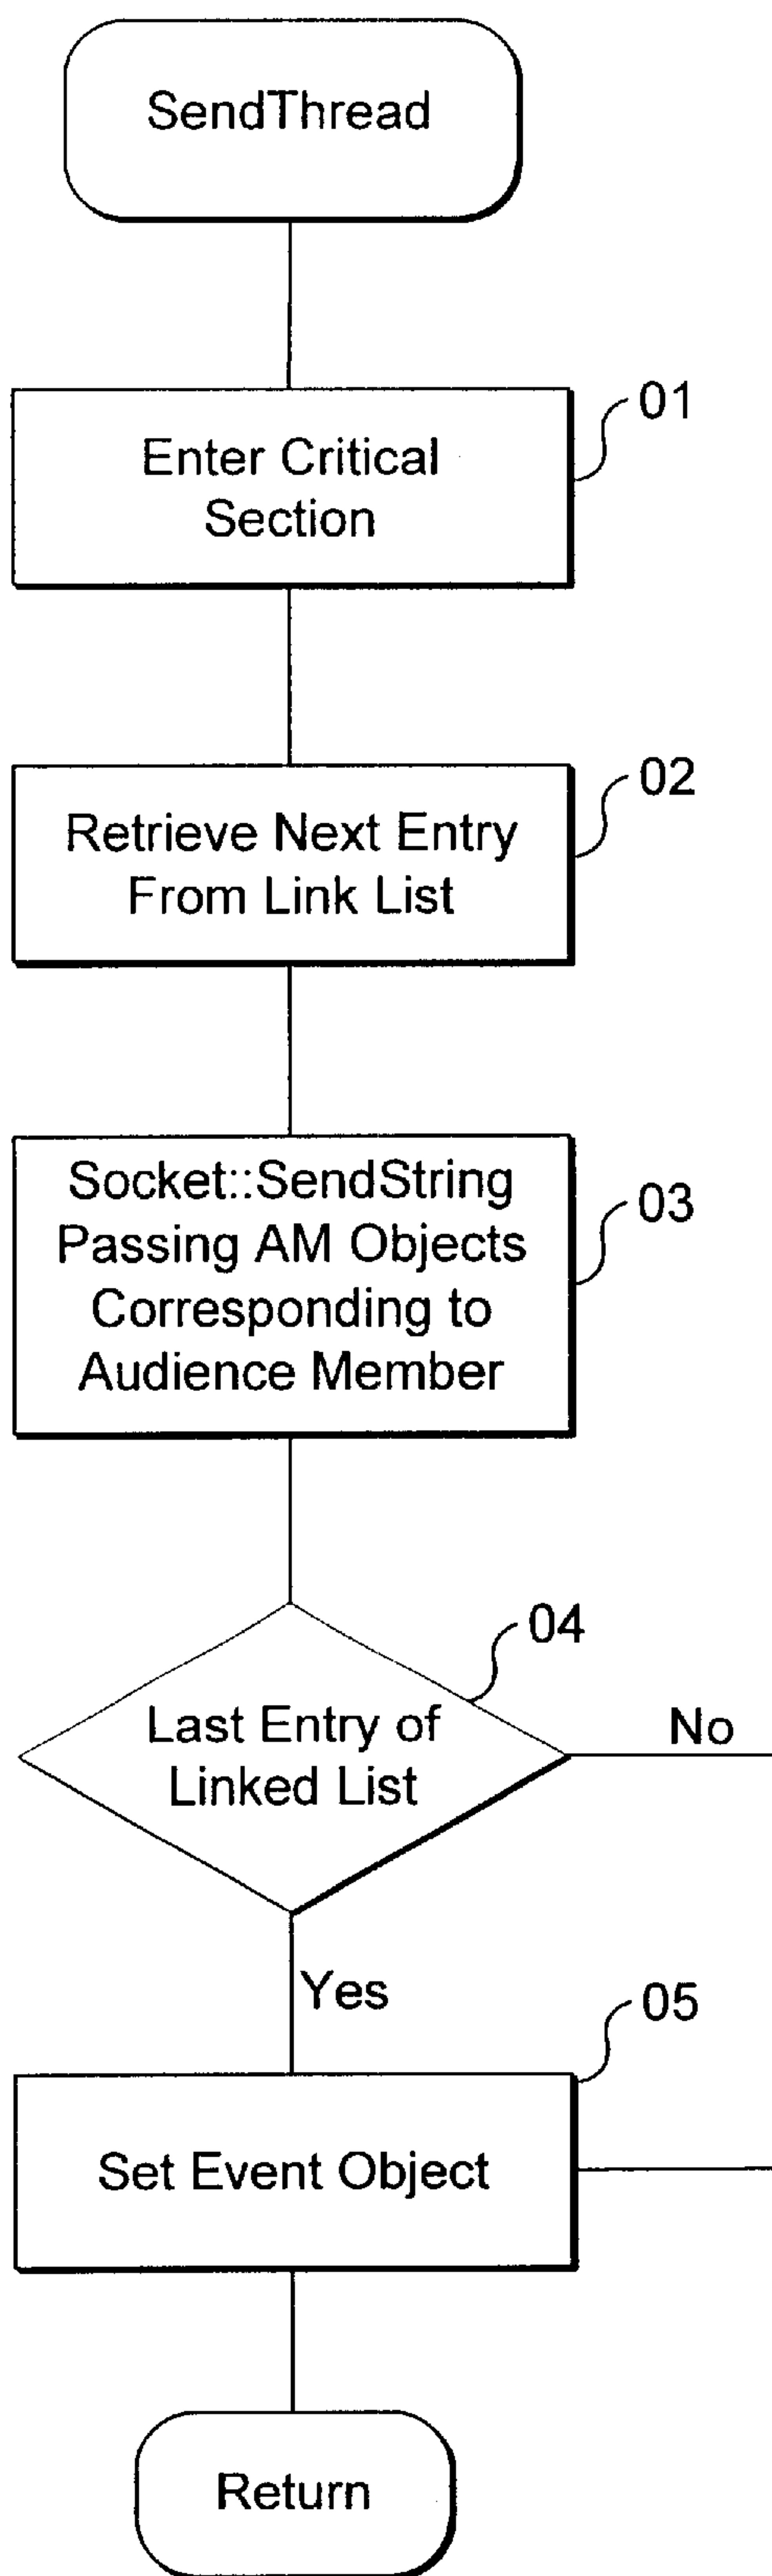 SendThread
01
Enter Critical
Section
02
Retrieve Next Entry
From Link List
03
Socket::SendString
Passing AM Objects
Corresponding to
Audience Member
04
Last Entry of
Linked List
No
Yes
05
Set Event Object
Return